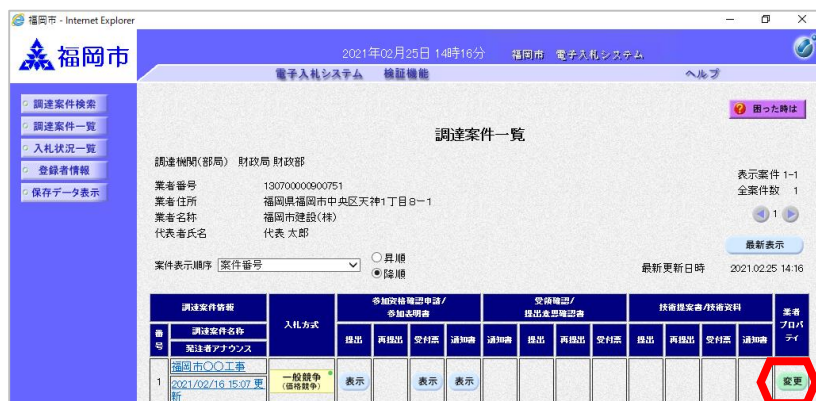 福岡市 - Internet Explorer
福岡市
2021年02月25日 14時16分 福岡市 電子入札システム
電子入札システム 検証機能 ヘルプ
調達案件検索
調達案件一覧
入札状況一覧
登録者情報
保存データ表示
困った時は
調達案件一覧
調達機関(部局) 財政局 財政部
表示案件 1-1
業者番号 130700000900751
全案件数 1
業者住所 福岡県福岡市中央区天神1丁目8-1
業者名称 福岡市建設(株)
1
代表者氏名 代表 太郎
最新表示
案件表示順序 案件番号
昇順
降順
最新更新日時 2021.02.25 14:16
調達案件情報 入札方式 参加資格確認申請/参加表明書 受領確認/提出意思確認書 技術提案書/技術資料 業者プロパティ
番号 調達案件名称 提出 再提出 受付票 通知書 通知書 提出 再提出 受付票 提出 再提出 受付票 通知書
発注者アナウンス
1 福岡市〇〇工事 一般競争 表示 表示 表示 変更
2021/02/16 15:07 更新 (価格競争)